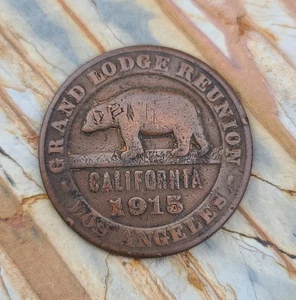 GRAND LODGE REUNION
CALIFORNIA
1915
LOS ANGELES